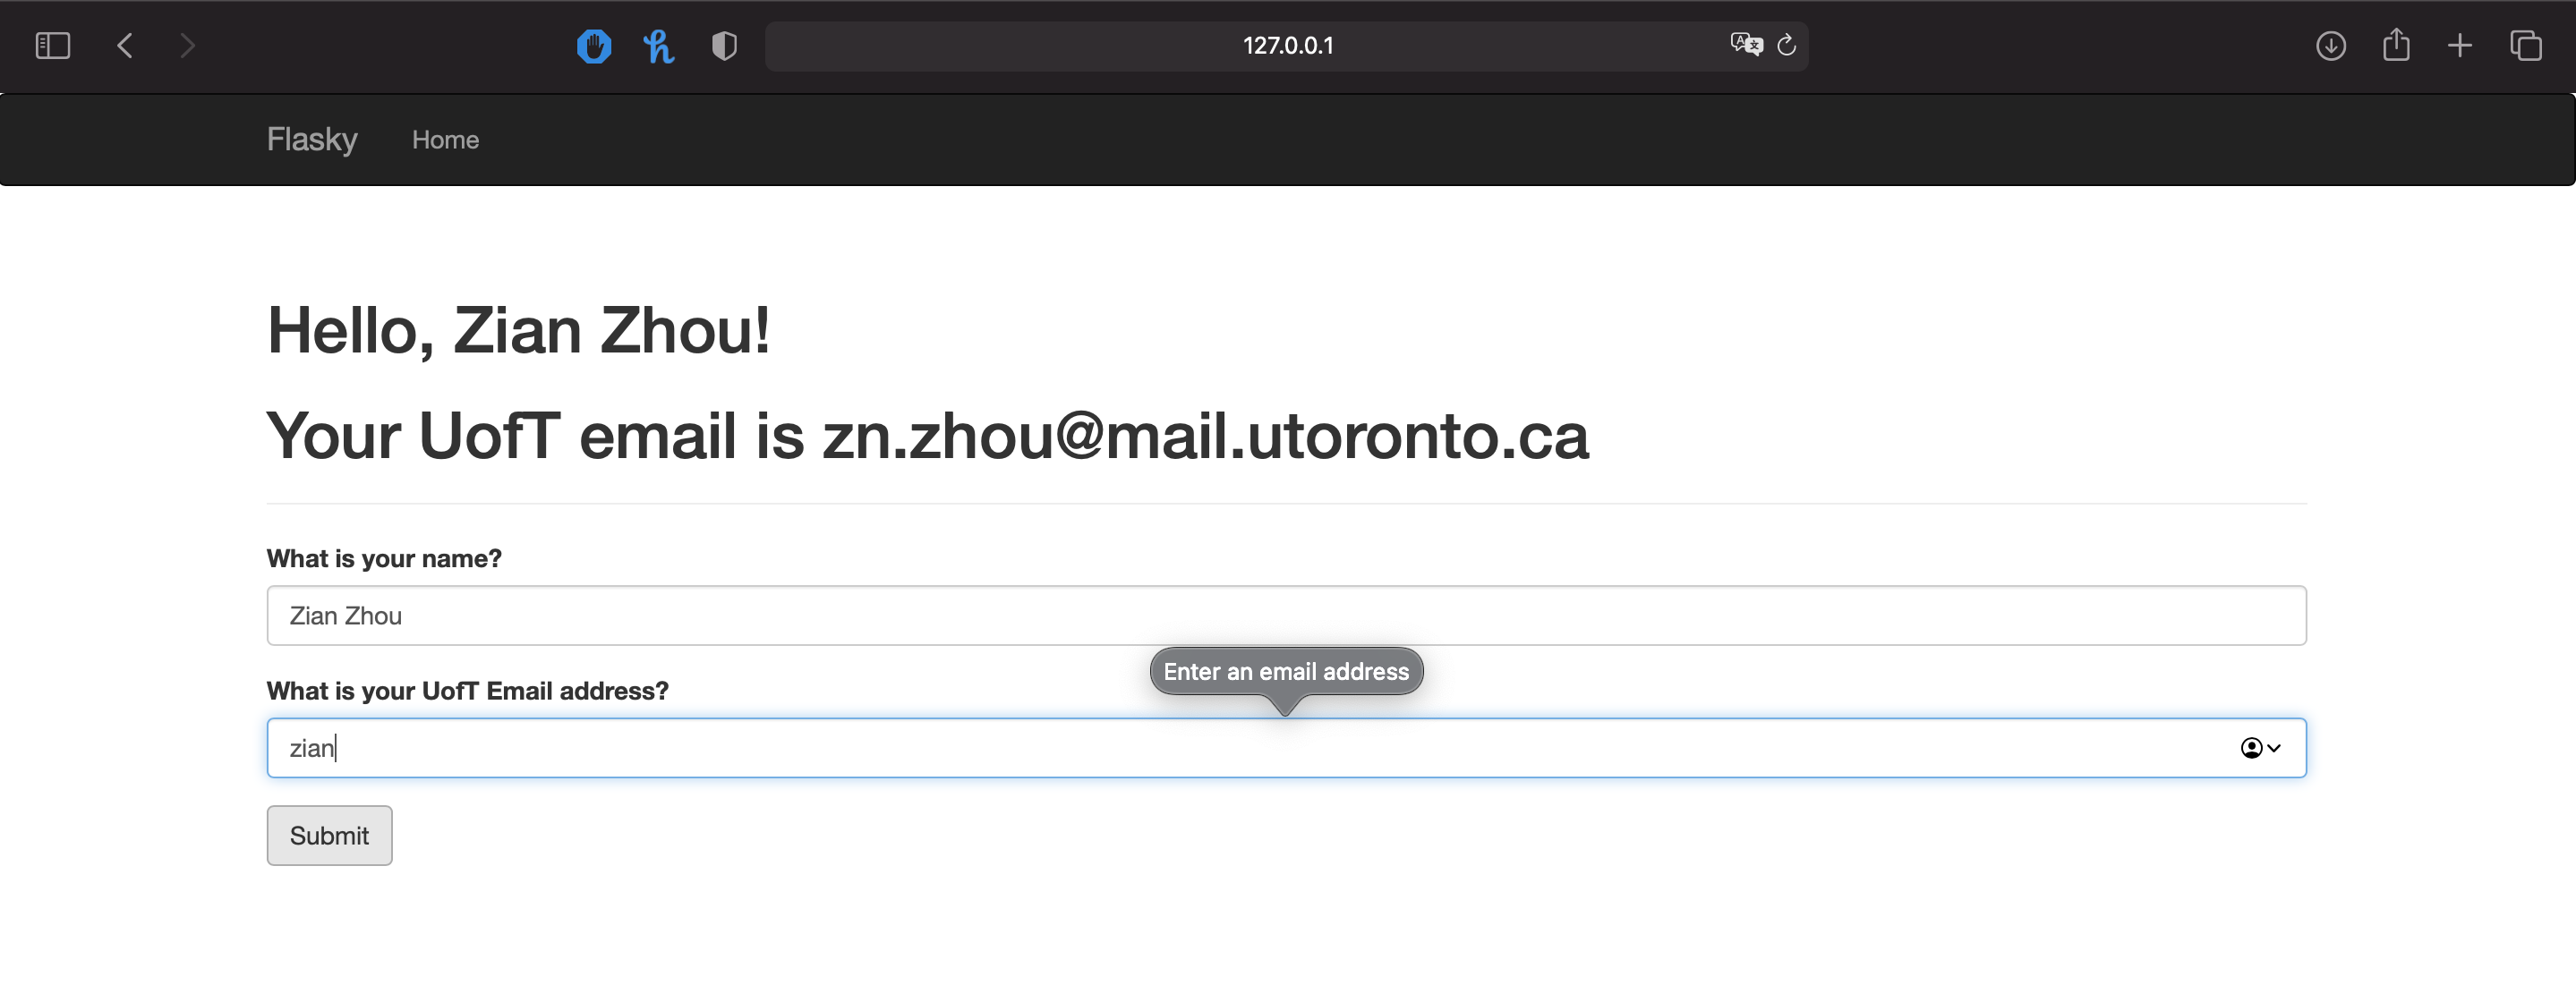 127.0.0.1
Flasky Home
Hello, Zian Zhou!
Your UofT email is zn.zhou@mail.utoronto.ca
What is your name?
Zian Zhou
Enter an email address
What is your UofT Email address?
zian
Submit